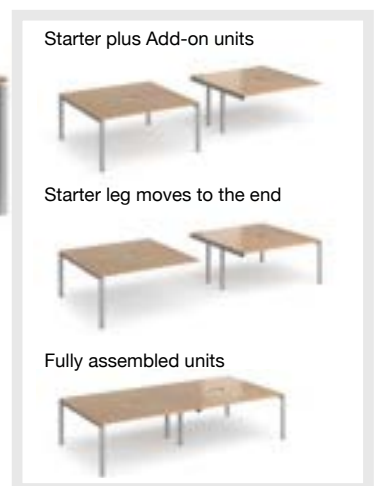 Starter plus Add-on units
Starter leg moves to the end
Fully assembled units